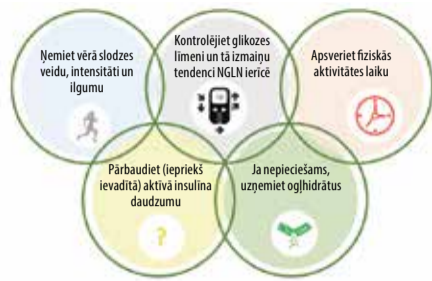 Ņemiet vērā slodzes
veidu, intensitāti un
ilgumu
Kontrolējiet glikozes
līmeni un tā izmaiņu
tendenci NGLN ierīcē
Apsveriet fiziskās
aktivitātes laiku
Pārbaudiet (iepriekš
ievadītā) aktīvā insulīna
daudzumu
?
Ja nepieciešams,
uzņemiet ogļhidrātus